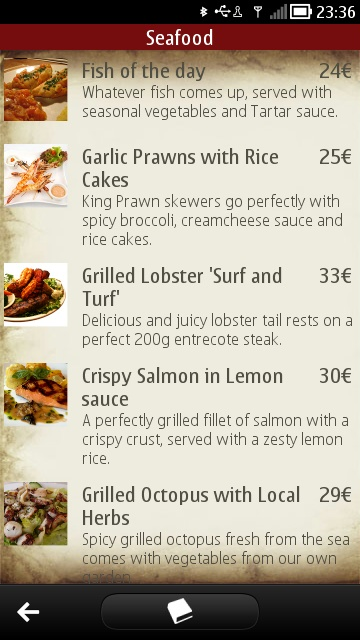 23:36
Seafood
Fish of the day 24€
Whatever fish comes up, served with
seasonal vegetables and Tartar sauce.
Garlic Prawns with Rice 25€
Cakes
King Prawn skewers go perfectly with
spicy broccoli, creamcheese sauce and
rice cakes.
Grilled Lobster 'Surf and 33€
Turf'
Delicious and juicy lobster tail rests on a
perfect 200g entrecote steak.
Crispy Salmon in Lemon 30€
sauce
A perfectly grilled fillet of salmon with a
crispy crust, served with a zesty lemon
rice.
Grilled Octopus with Local 29€
Herbs
Spicy grilled octopus fresh from the sea
comes with vegetables from our own
garden